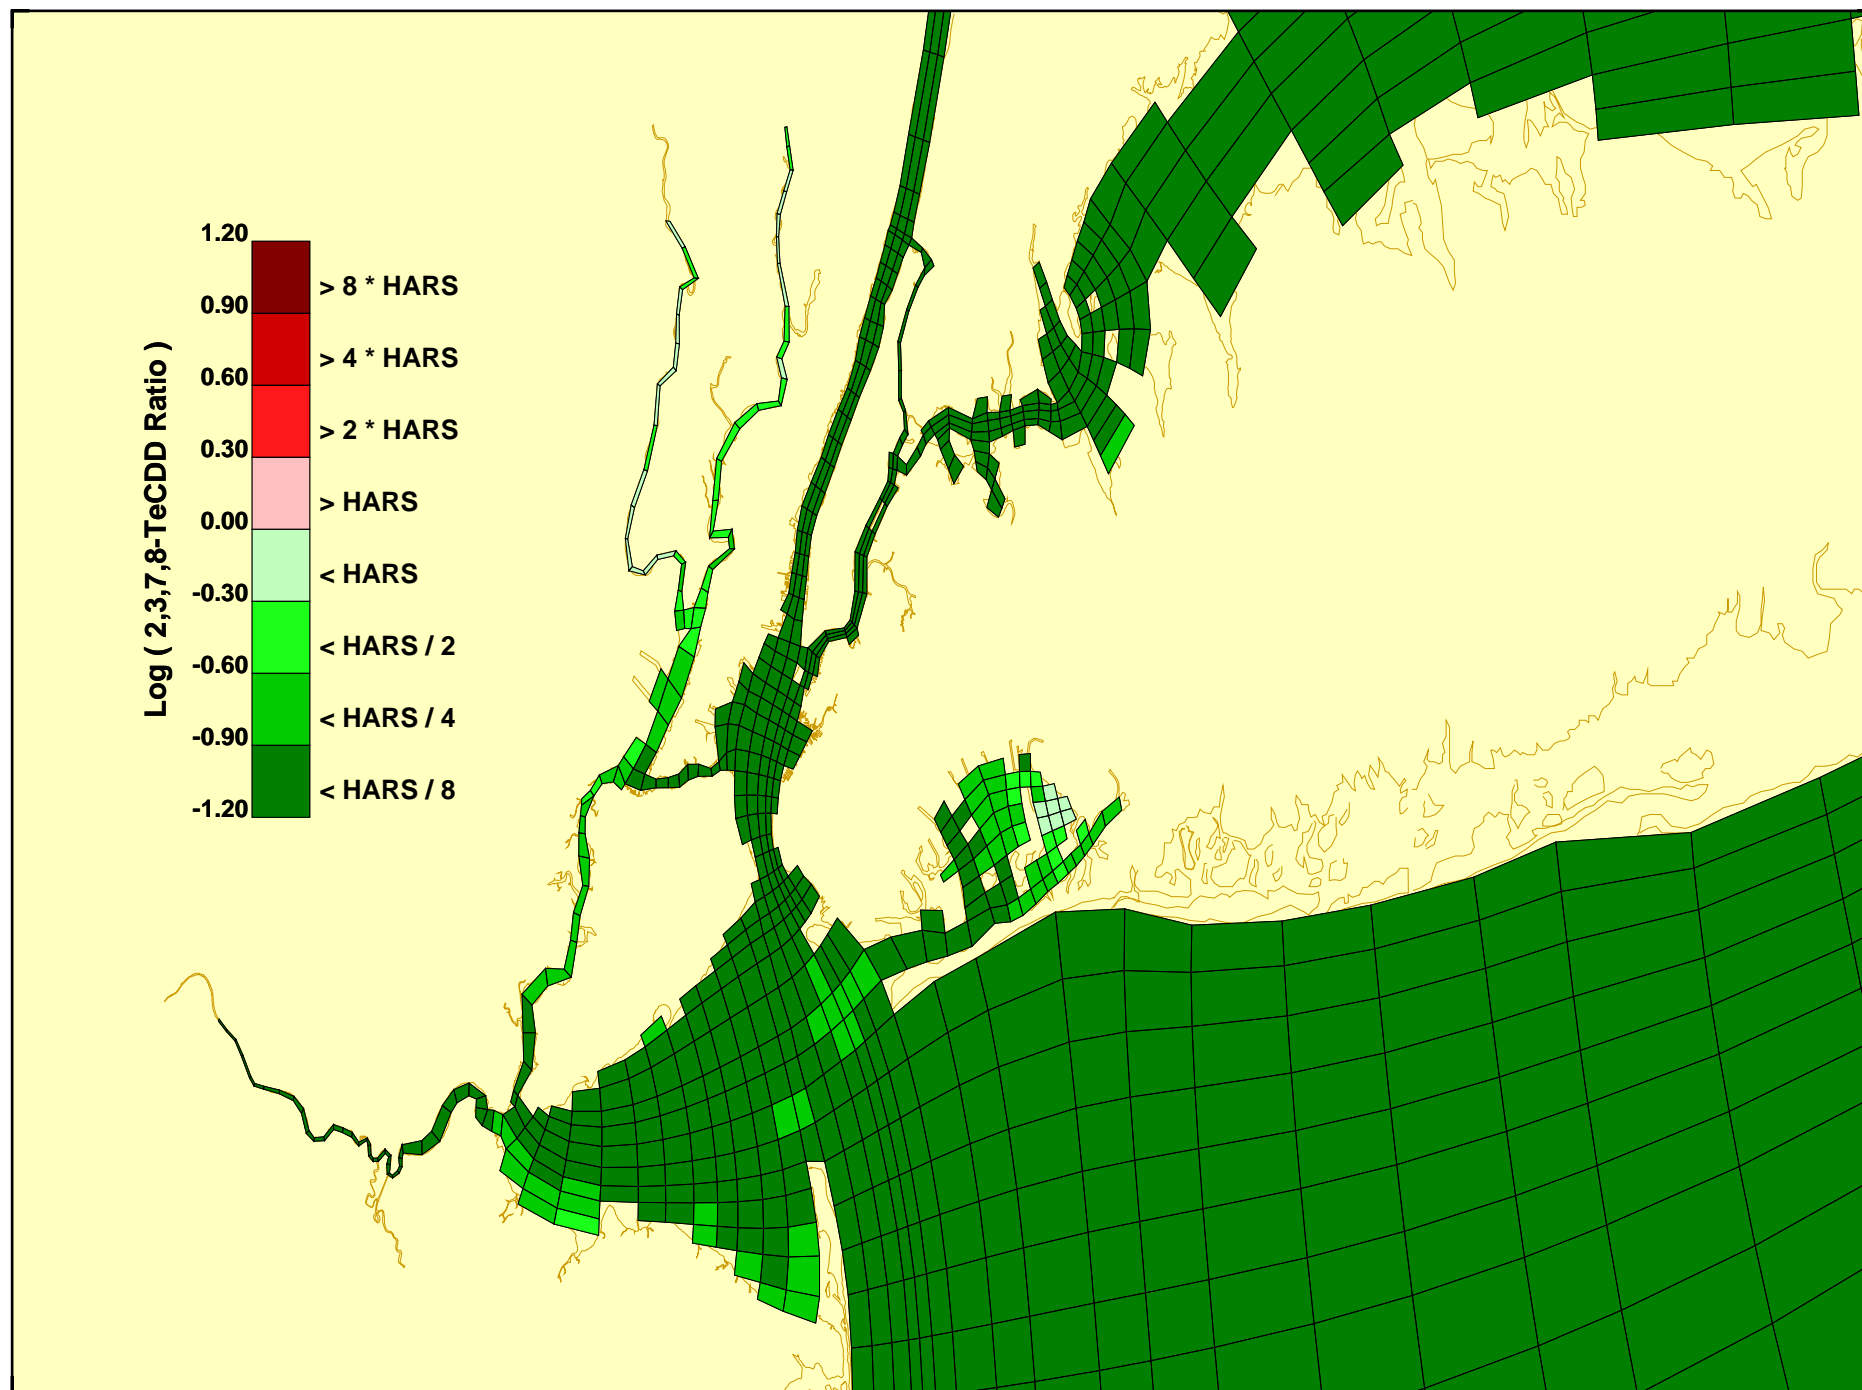 1.20
> 8 * HARS
0.90
> 4 * HARS
0.60
> 2 * HARS
0.30
> HARS
0.00
< HARS
-0.30
< HARS / 2
-0.60
< HARS / 4
-0.90
< HARS / 8
-1.20
Log ( 2,3,7,8-TeCDD Ratio )